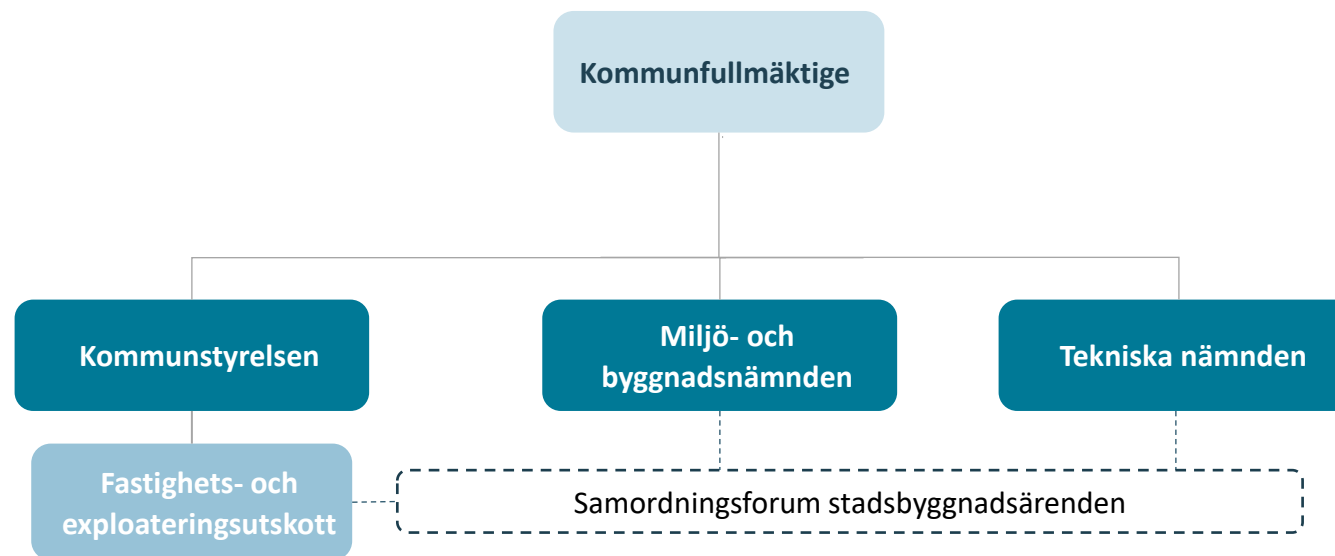 Kommunfullmäktige
Kommunstyrelsen
Miljö- och
byggnadsnämnden
Tekniska nämnden
Fastighets- och
exploateringsutskott
Samordningsforum stadsbyggnadsärenden